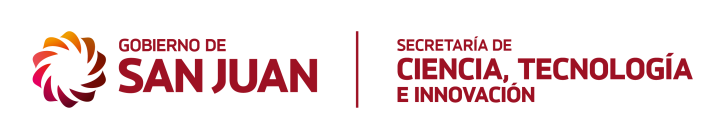 GOBIERNO DE
SAN JUAN
SECRETARÍA DE
CIENCIA, TECNOLOGÍA
E INNOVACIÓN